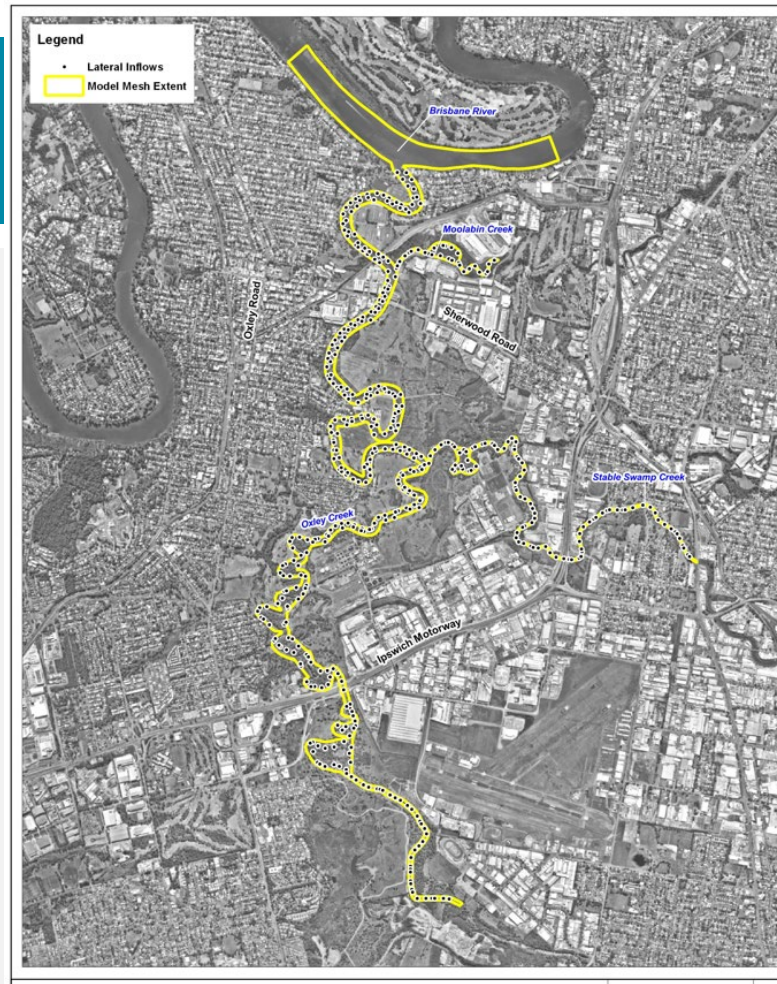 Legend
Lateral Inflows
Model Mesh Extent
Brisbane River
Moolabin Creek
Oxley Road
Sherwood Road
Stable Swamp Creek
Oxley Creek
Ipswich Motorway